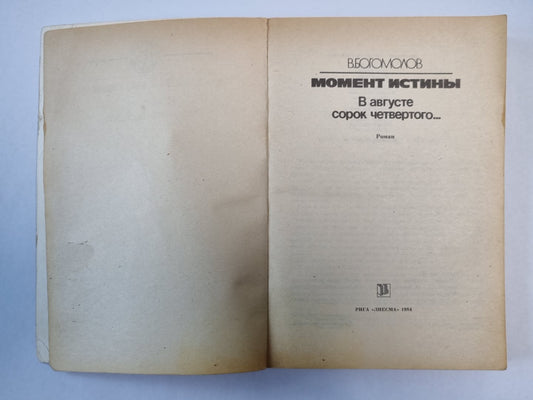 В.БОГОМОЛОВ
МОМЕНТ ИСТИНЫ
В августе
сорок четвертого...
Роман
РИГА «ЛИЕСМА» 1984